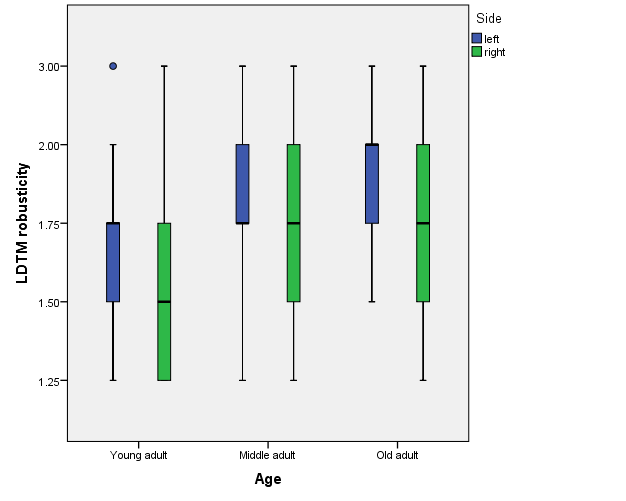 Side
left
right
3.00
2.00
1.75
1.50
1.25
LDTM robusticity
Young adult
Middle adult
Old adult
Age